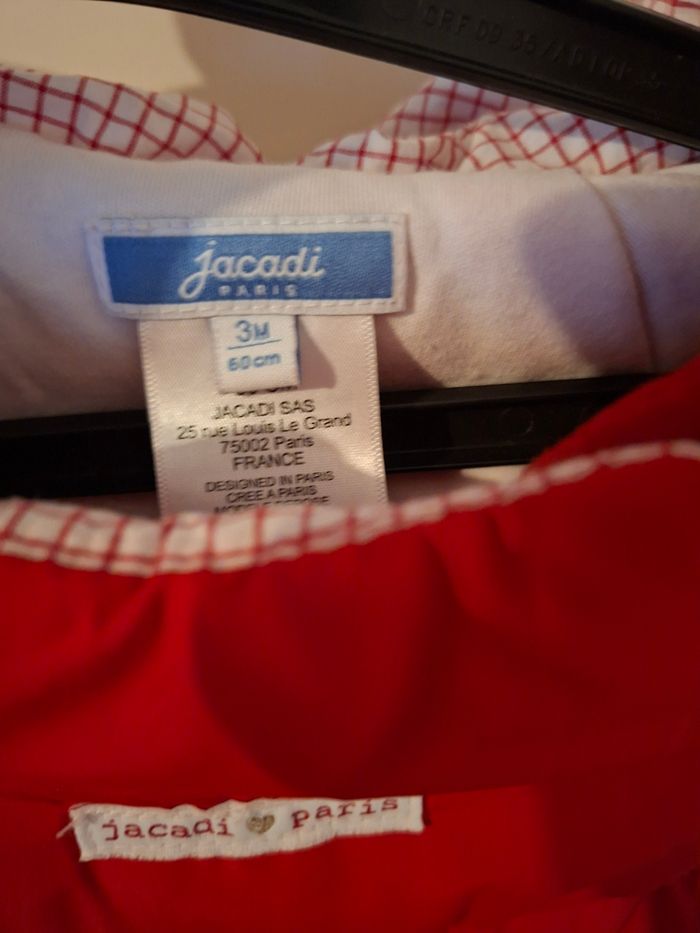 jacadi
PARIS
3M
60cm
JACADI SAS
25 rue Louis Le Grand
75002 Paris
FRANCE
DESIGNED IN PARIS
CREE A PARIS
jacadi paris